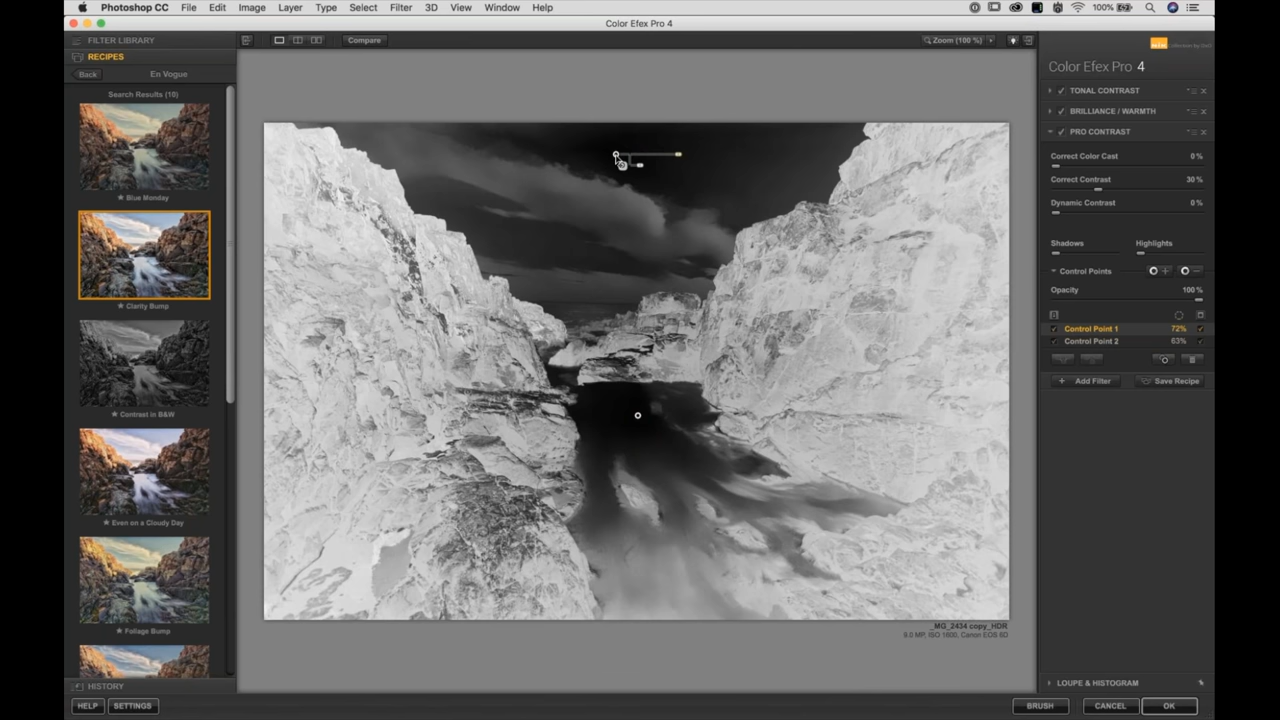 Photoshop CC File Edit Image Layer Type Select Filter 3D View Window Help 100%
Color Efex Pro 4
FILTER LIBRARY
Compare
Zoom (100 %)
RECIPES
Back
En Vogue
Search Results (10)
Blue Monday
Clarity Bump
Contrast in B&W
Even on a Cloudy Day
Foliage Bump
HISTORY
HELP
SETTINGS
_MG_2434 copy_HDR
9.0 MP, ISO 1600, Canon EOS 6D
Color Efex Pro 4
TONAL CONTRAST
BRILLIANCE / WARMTH
PRO CONTRAST
Correct Color Cast 0 %
Correct Contrast 30 %
Dynamic Contrast 0 %
Shadows Highlights
Control Points
Opacity 100 %
Control Point 1 72%
Control Point 2 63%
Add Filter
Save Recipe
LOUPE & HISTOGRAM
BRUSH
CANCEL
OK